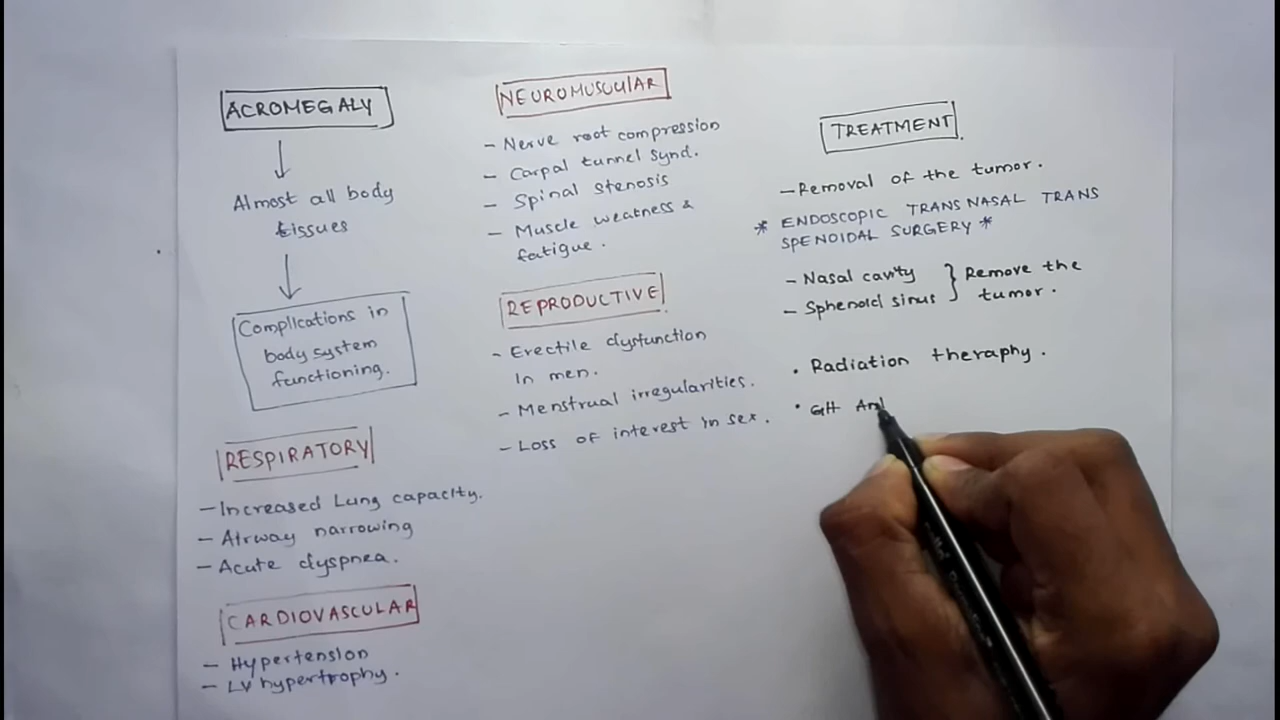 ACROMEGALY
Almost all body
tissues
Complications in
body system
functioning.
RESPIRATORY
- Increased Lung capacity.
- Airway narrowing
- Acute dyspnea.
CARDIOVASCULAR
- Hypertension
- LV hypertrophy.
NEUROMUSCULAR
- Nerve root compression
- Carpal tunnel synd.
- Spinal stenosis
- Muscle weatness &
fatigue.
REPRODUCTIVE
- Erectile dysfunction
in men.
- Menstrual irregularities.
- Loss of interest in sex.
TREATMENT
- Removal of the tumor.
* ENDOSCOPIC TRANS NASAL TRANS
SPENOIDAL SURGERY *
- Nasal cavity } Remove the
- Sphenoid sinus } tumor.
• Radiation theraphy.
• GH